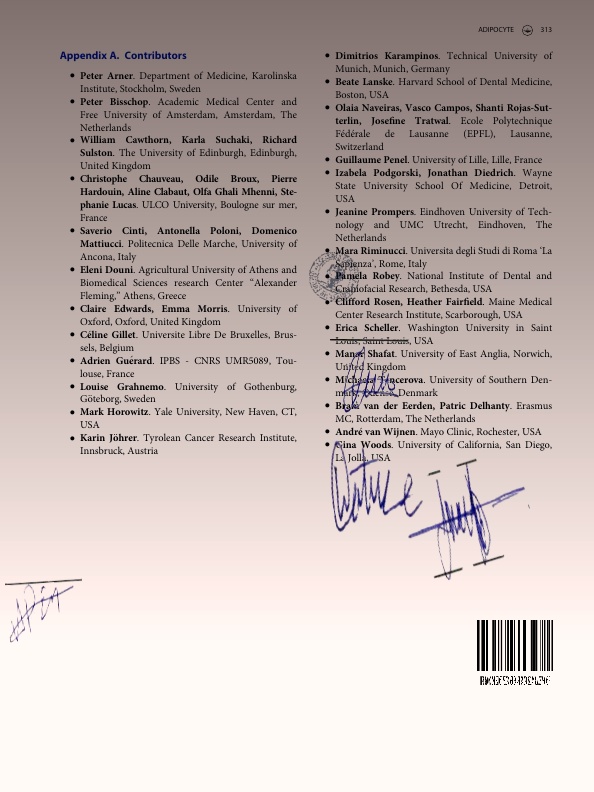 ADIPOCYTE 313
Appendix A. Contributors
• Peter Arner. Department of Medicine, Karolinska
Institute, Stockholm, Sweden
• Peter Bisschop. Academic Medical Center and
Free University of Amsterdam, Amsterdam, The
Netherlands
• William Cawthorn, Karla Suchaki, Richard
Sulston. The University of Edinburgh, Edinburgh,
United Kingdom
• Christophe Chauveau, Odile Broux, Pierre
Hardouin, Aline Clabaut, Olfa Ghali Mhenni, Ste-
phanie Lucas. ULCO University, Boulogne sur mer,
France
• Saverio Cinti, Antonella Poloni, Domenico
Mattiucci. Politecnica Delle Marche, University of
Ancona, Italy
• Eleni Douni. Agricultural University of Athens and
Biomedical Sciences research Center “Alexander
Fleming,” Athens, Greece
• Claire Edwards, Emma Morris. University of
Oxford, Oxford, United Kingdom
• Céline Gillet. Universite Libre De Bruxelles, Brus-
sels, Belgium
• Adrien Guérard. IPBS - CNRS UMR5089, Tou-
louse, France
• Louise Grahnemo. University of Gothenburg,
Göteborg, Sweden
• Mark Horowitz. Yale University, New Haven, CT,
USA
• Karin Jöhrer. Tyrolean Cancer Research Institute,
Innsbruck, Austria
• Dimitrios Karampinos. Technical University of
Munich, Munich, Germany
• Beate Lanske. Harvard School of Dental Medicine,
Boston, USA
• Olaia Naveiras, Vasco Campos, Shanti Rojas-Sut-
terlin, Josefine Tratwal. Ecole Polytechnique
Fédérale de Lausanne (EPFL), Lausanne,
Switzerland
• Guillaume Penel. University of Lille, Lille, France
• Izabela Podgorski, Jonathan Diedrich. Wayne
State University School Of Medicine, Detroit,
USA
• Jeanine Prompers. Eindhoven University of Tech-
nology and UMC Utrecht, Eindhoven, The
Netherlands
• Mara Riminucci. Universita degli Studi di Roma ‘La
Sapienza’, Rome, Italy
• Pamela Robey. National Institute of Dental and
Craniofacial Research, Bethesda, USA
• Clifford Rosen, Heather Fairfield. Maine Medical
Center Research Institute, Scarborough, USA
• Erica Scheller. Washington University in Saint
Louis, Saint Louis, USA
• Manar Shafat. University of East Anglia, Norwich,
United Kingdom
• Michaela Tencerova. University of Southern Den-
mark, Odense, Denmark
• Bram van der Eerden, Patric Delhanty. Erasmus
MC, Rotterdam, The Netherlands
• André van Wijnen. Mayo Clinic, Rochester, USA
• Gina Woods. University of California, San Diego,
La Jolla, USA